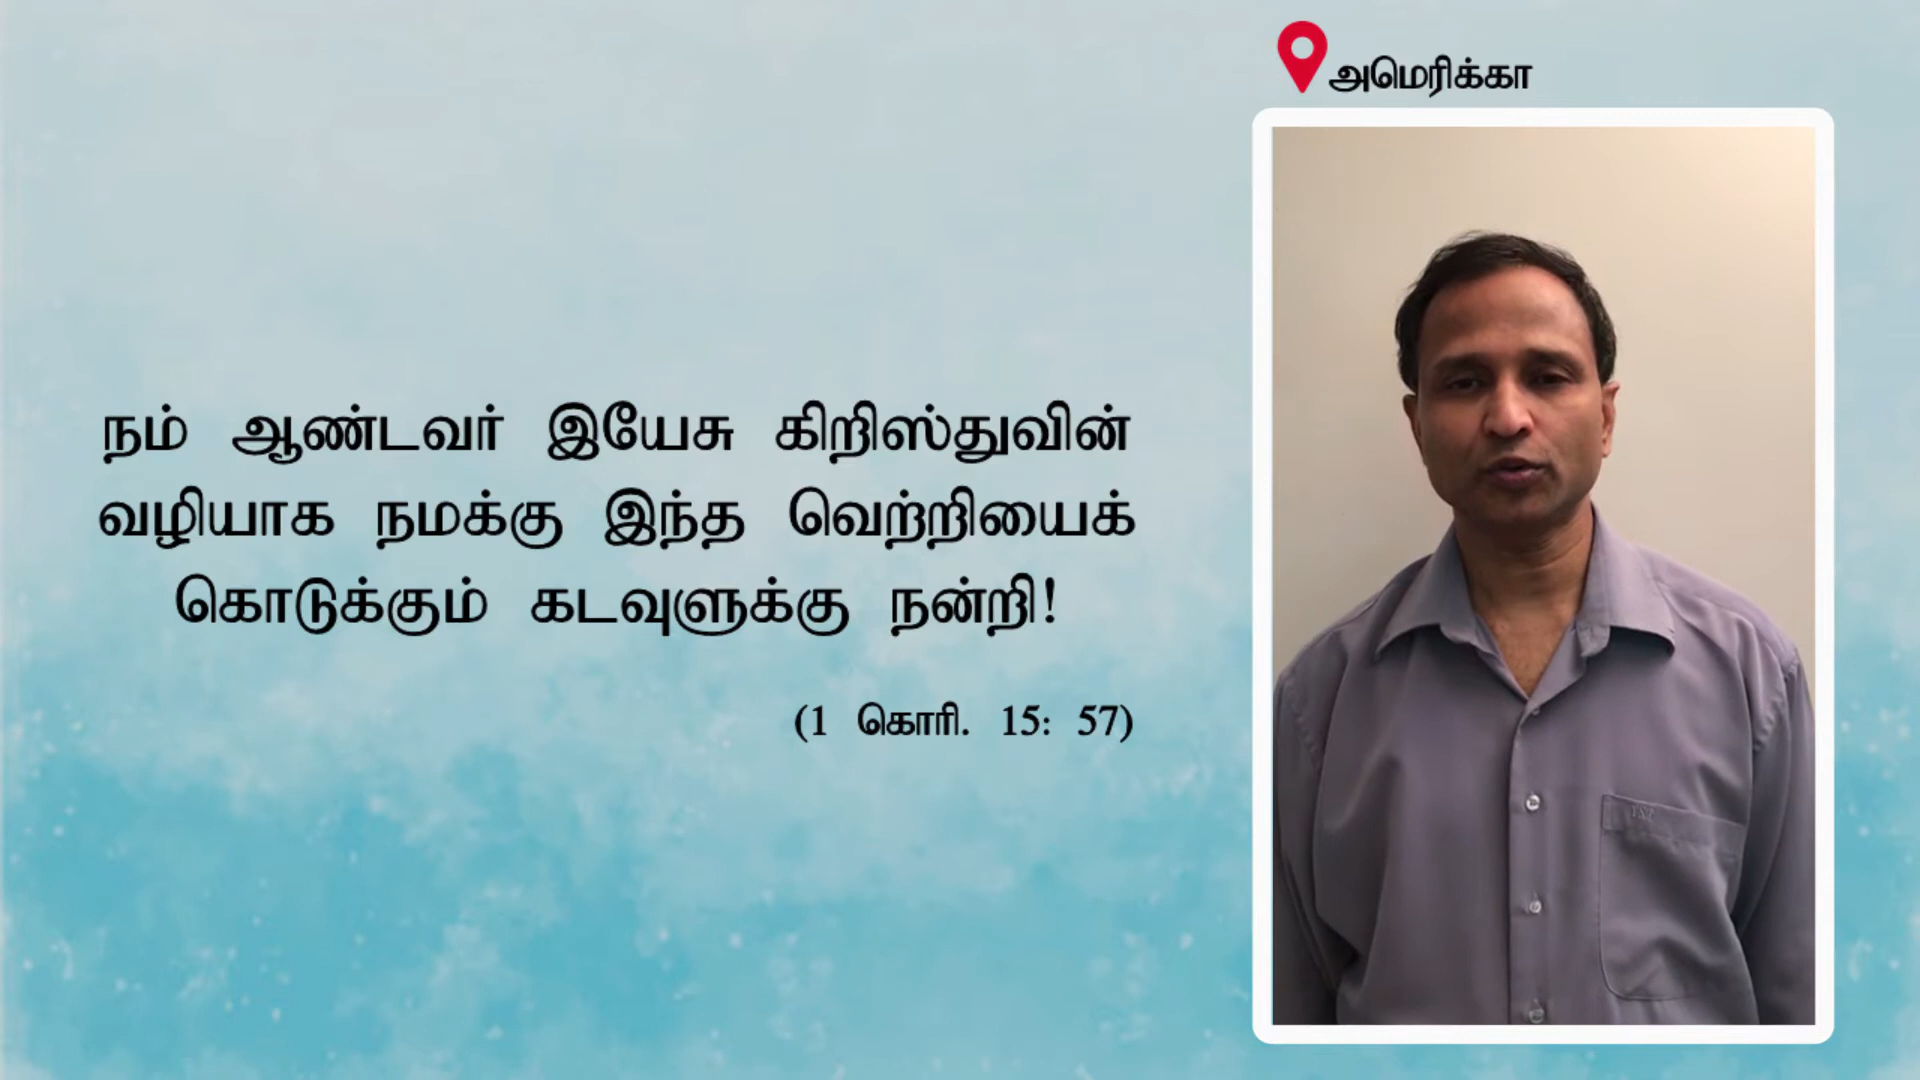 அமெரிக்கா
நம் ஆண்டவர் இயேசு கிறிஸ்துவின்
வழியாக நமக்கு இந்த வெற்றியைக்
கொடுக்கும் கடவுளுக்கு நன்றி!
(1 கொரி. 15: 57)